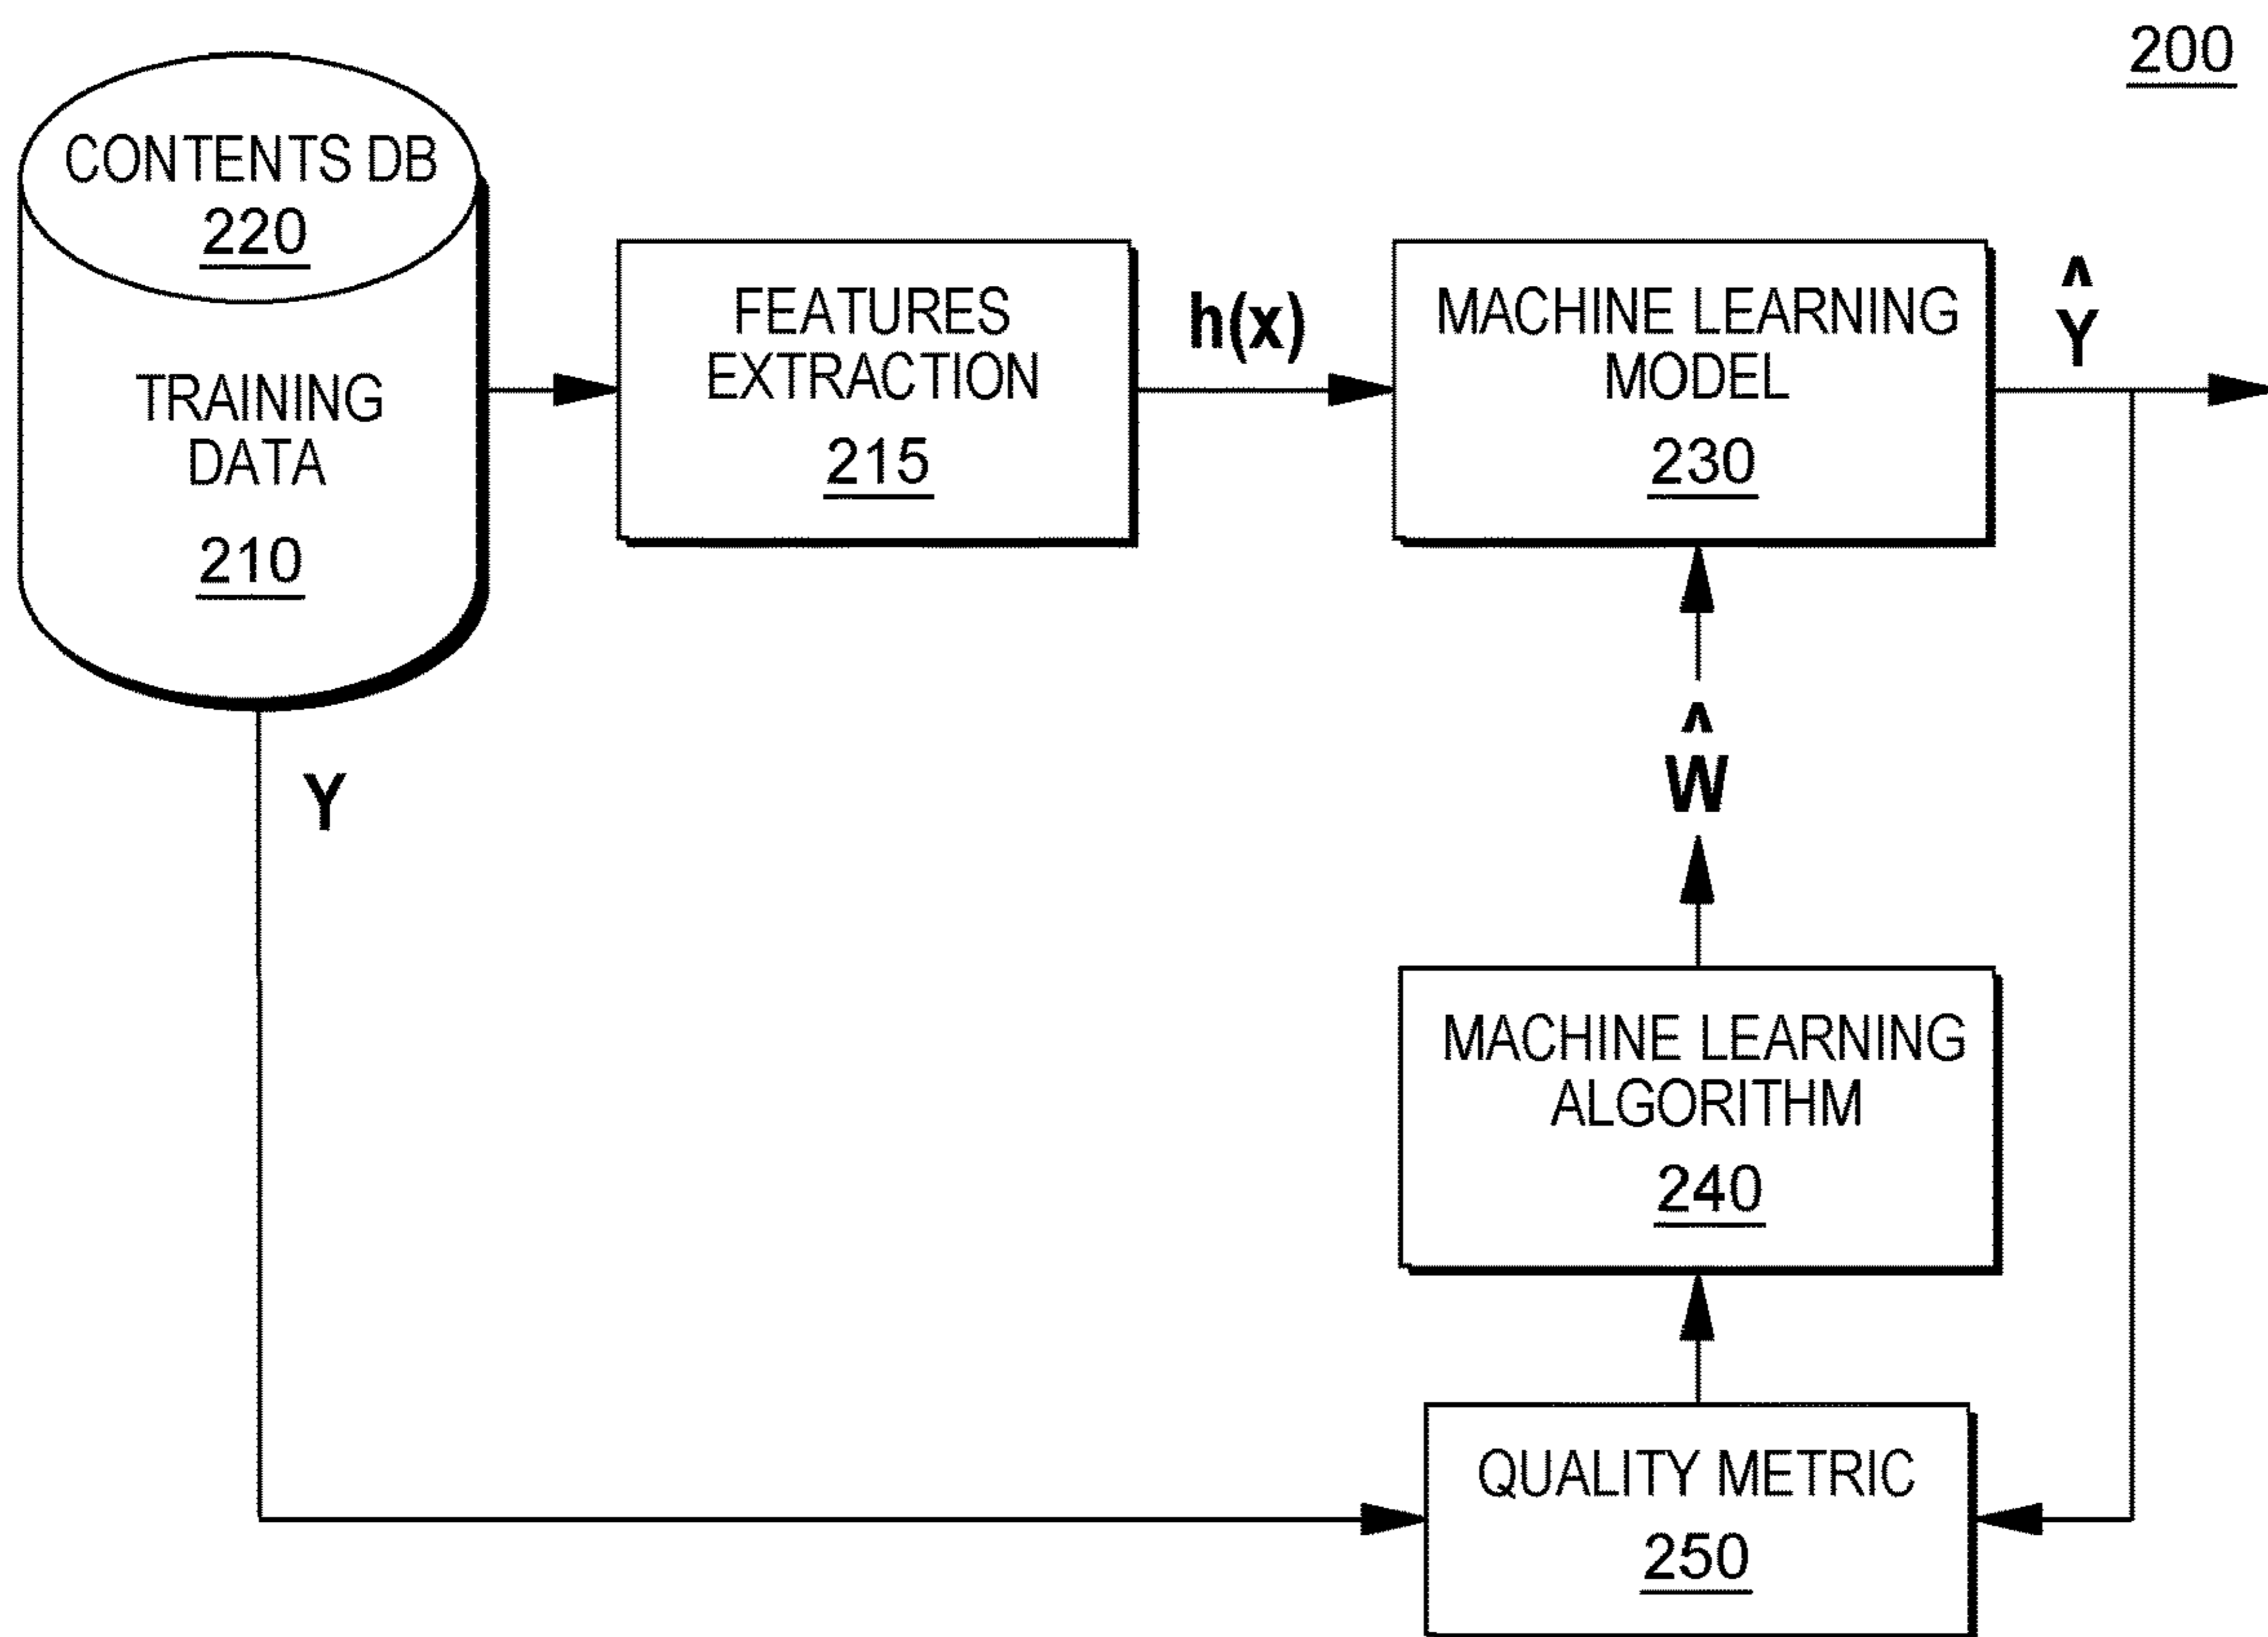 200
CONTENTS DB
220
TRAINING
DATA
210
FEATURES
EXTRACTION
215
h(x)
MACHINE LEARNING
MODEL
230
Ŷ
Y
Ŵ
MACHINE LEARNING
ALGORITHM
240
QUALITY METRIC
250